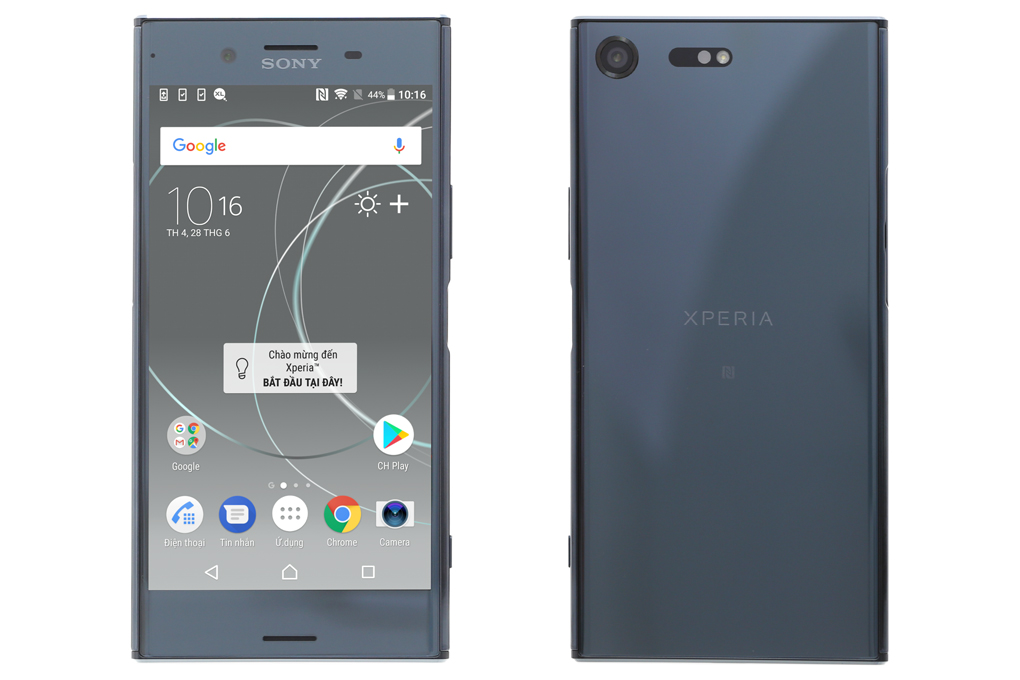 SONY
XL
44% 10:16
Google
10 16
TH 4, 28 THG 6
Chào mừng đến
Xperia™
BẮT ĐẦU TẠI ĐÂY!
Google
CH Play
Điện thoại
Tin nhắn
Ứ.dụng
Chrome
Camera
XPERIA